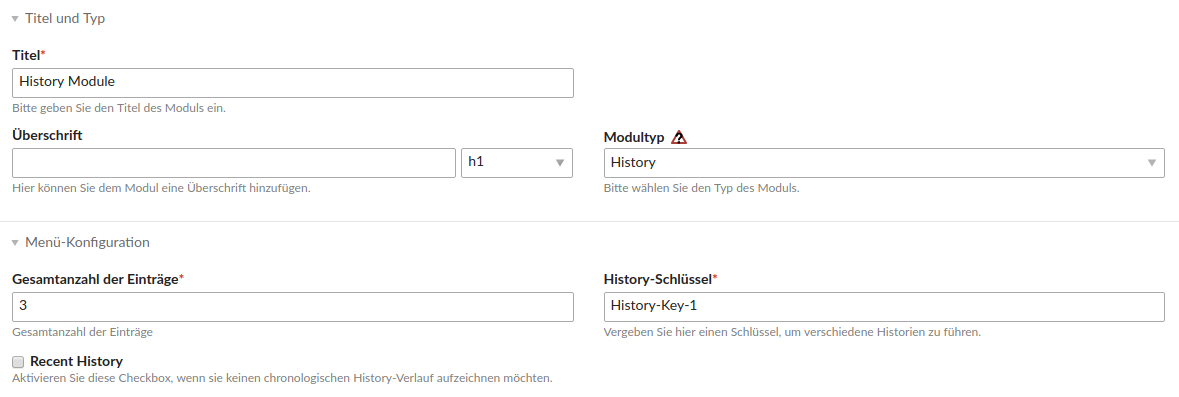 Titel und Typ
Titel*
History Module
Bitte geben Sie den Titel des Moduls ein.
Überschrift
Modultyp
h1
History
Hier können Sie dem Modul eine Überschrift hinzufügen.
Bitte wählen Sie den Typ des Moduls.
Menü-Konfiguration
Gesamtanzahl der Einträge*
History-Schlüssel*
3
History-Key-1
Gesamtanzahl der Einträge
Vergeben Sie hier einen Schlüssel, um verschiedene Historien zu führen.
Recent History
Aktivieren Sie diese Checkbox, wenn sie keinen chronologischen History-Verlauf aufzeichnen möchten.